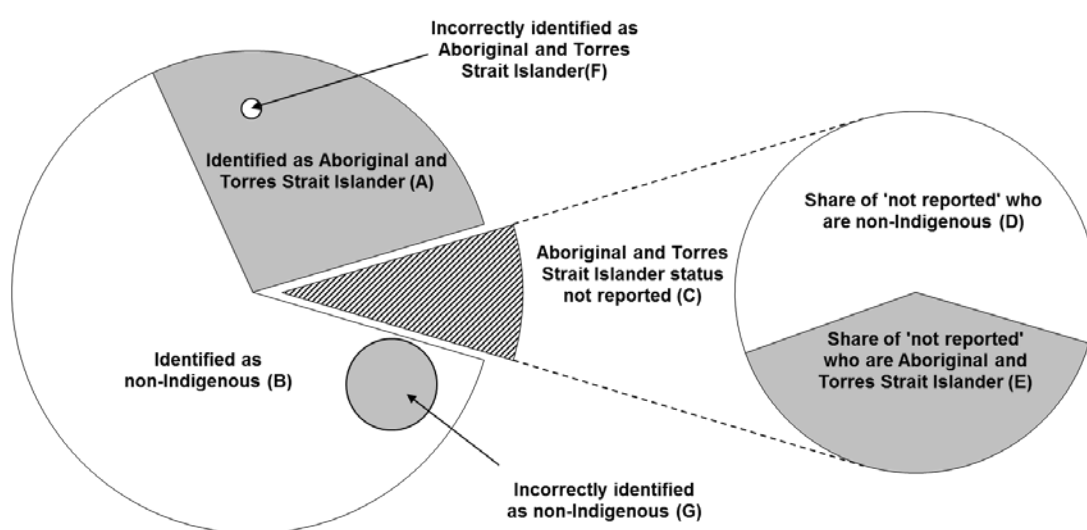 Incorrectly identified as
Aboriginal and Torres
Strait Islander(F)
Identified as Aboriginal and
Torres Strait Islander (A)
Share of 'not reported' who
are non-Indigenous (D)
Aboriginal and Torres
Strait Islander status
not reported (C)
Share of 'not reported'
who are Aboriginal and
Torres Strait Islander (E)
Identified as
non-Indigenous (B)
Incorrectly identified
as non-Indigenous (G)